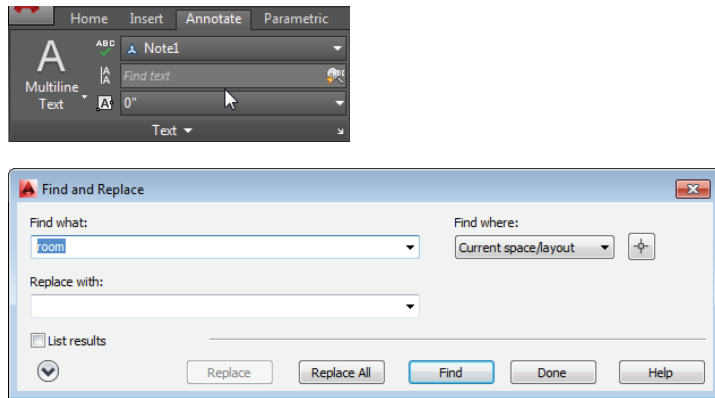 Home Insert Annotate Parametric
A ABC Note1
A A Find text ABC
Multiline
Text A 0"
Text
Find and Replace
Find what: Find where:
room Current space/layout
Replace with:
List results
Replace Replace All Find Done Help